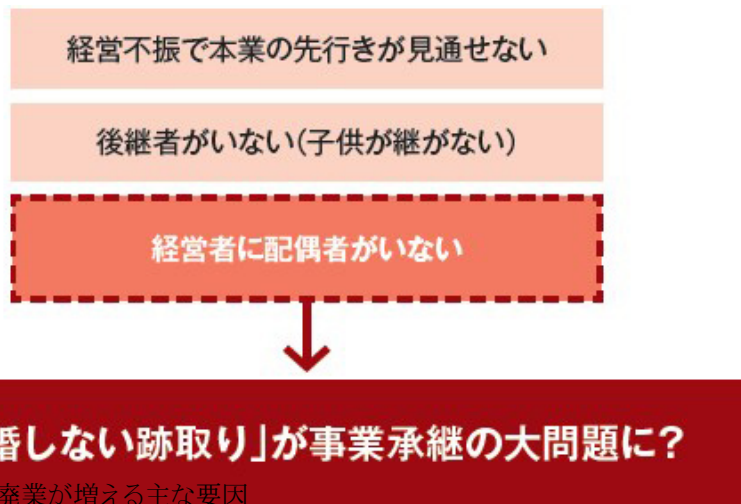 経営不振で本業の先行きが見通せない
後継者がいない(子供が継がない)
経営者に配偶者がいない
婚しない跡取り」が事業承継の大問題に?
廃業が増える主な要因